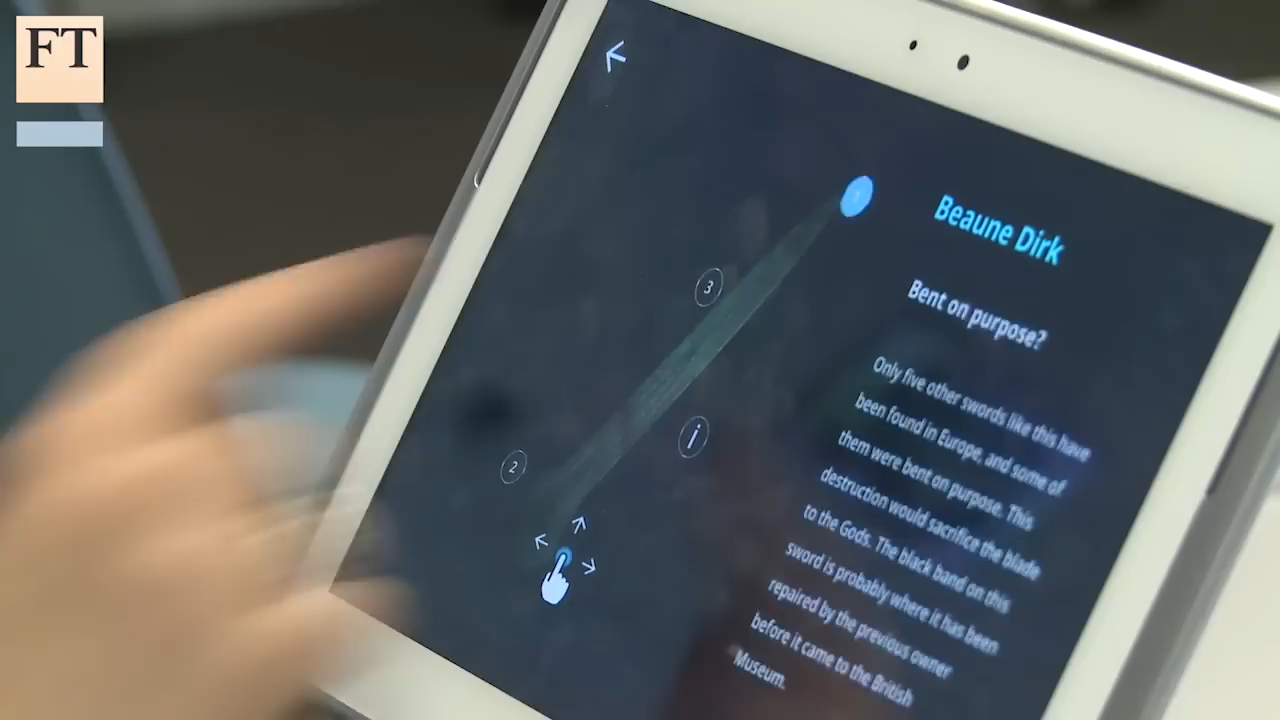 FT
Beaune Dirk
Bent on purpose?
3
Only five other swords like this have
been found in Europe, and some of
them were bent on purpose. This
destruction would sacrifice the blade
to the Gods. The black band on this
sword is probably where it has been
repaired by the previous owner
before it came to the British
Museum.
i
2